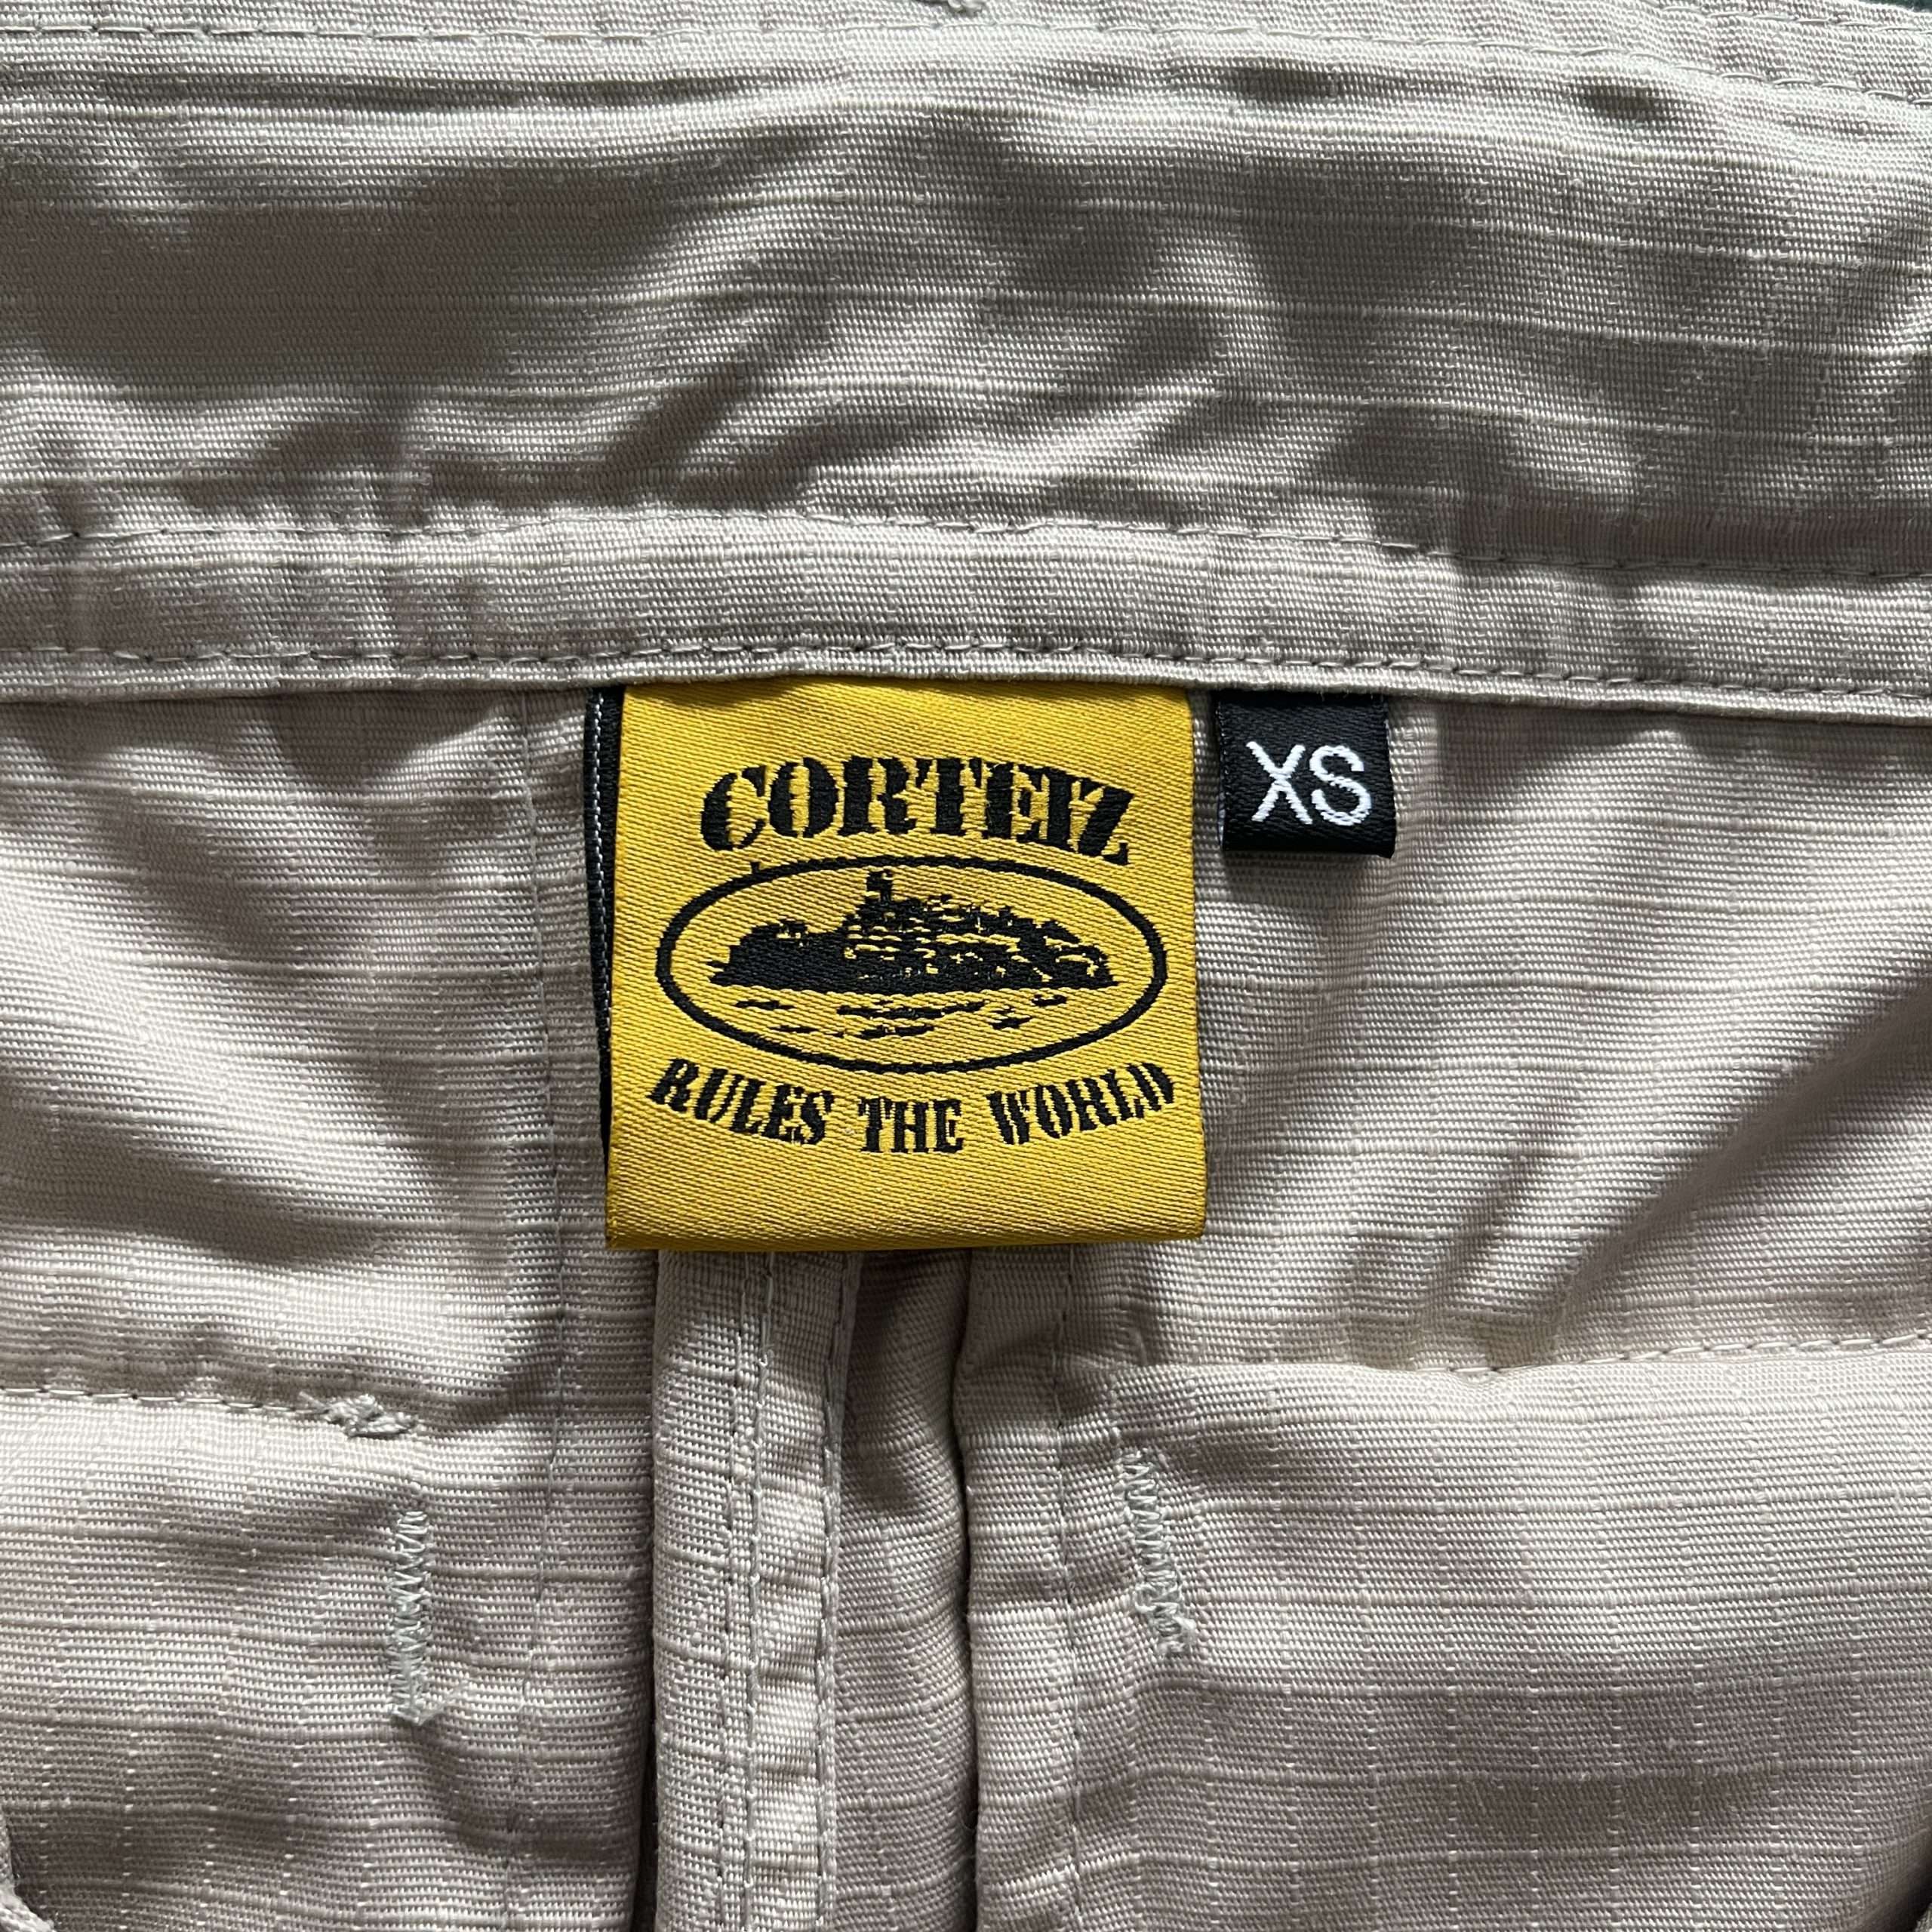 CORTEIZ
XS
RULES THE WORLD